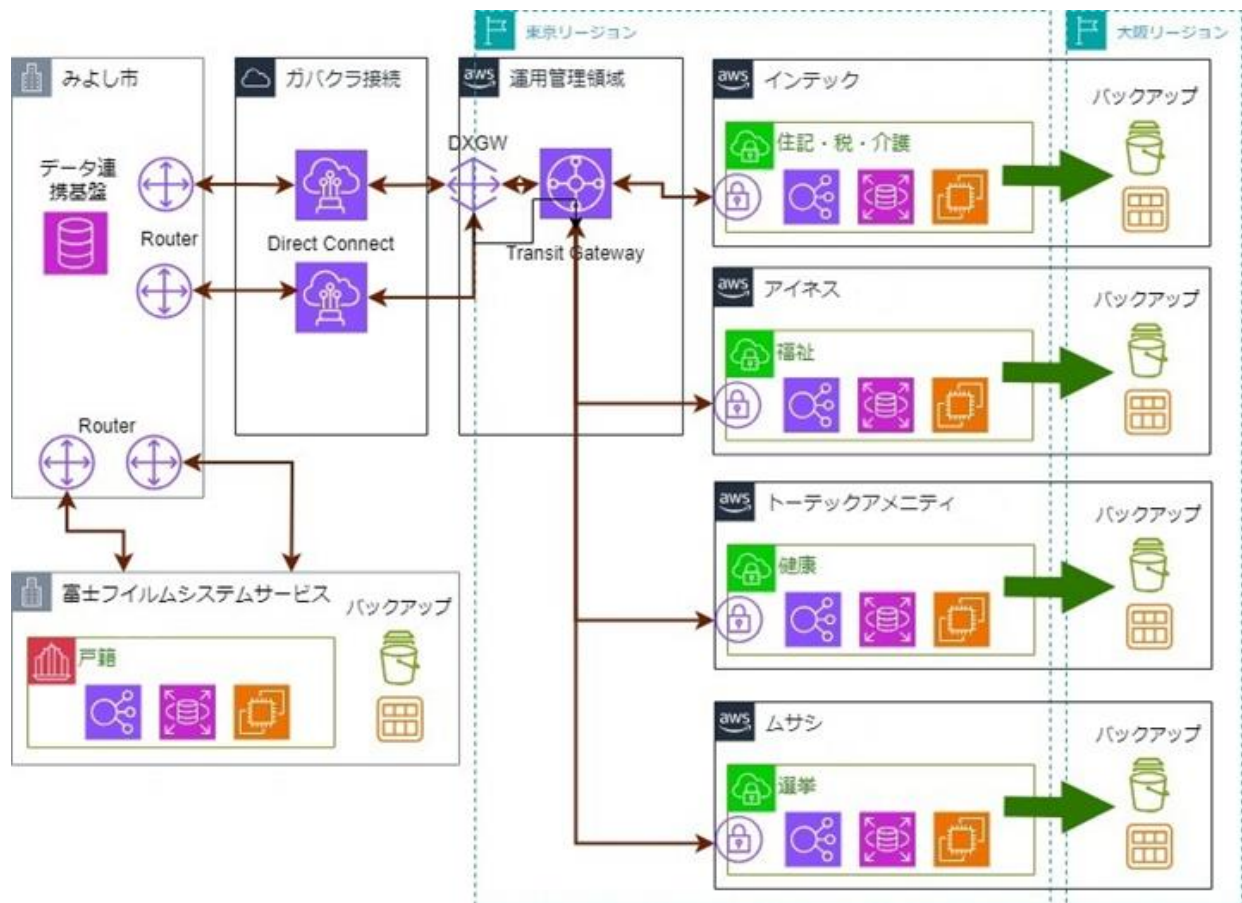 東京リージョン
大阪リージョン
みよし市
ガバクラ接続
aws
運用管理領域
aws
インテック
バックアップ
データ連
携基盤
DXGW
住記・税・介護
Router
Direct Connect
Transit Gateway
aws
アイネス
バックアップ
福祉
Router
aws
トーテックアメニティ
バックアップ
健康
富士フイルムシステムサービス
バックアップ
戸籍
aws
ムサシ
バックアップ
選挙